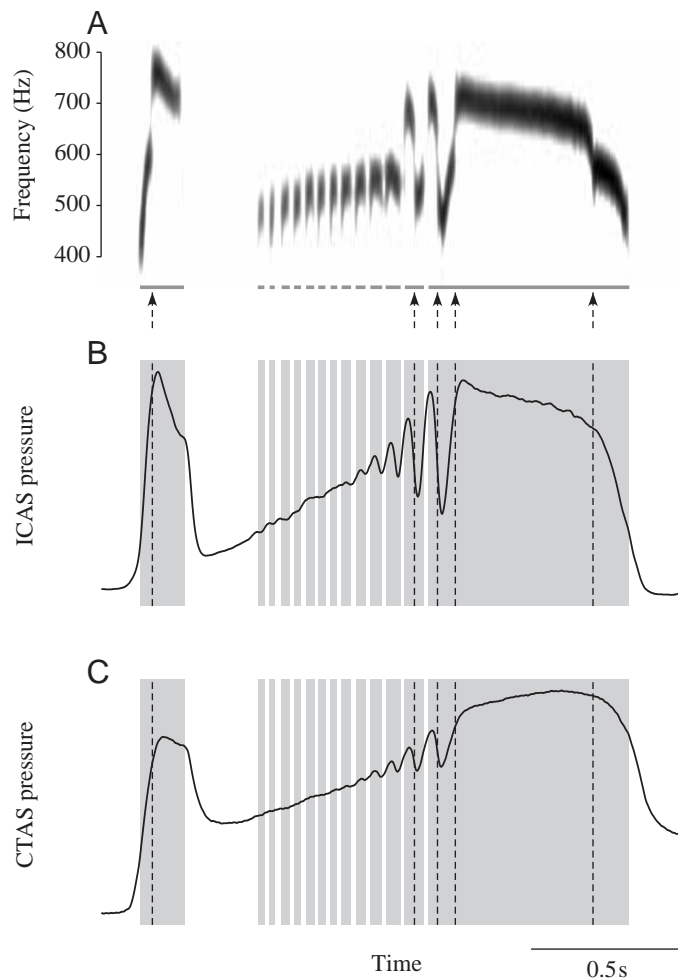 A
Frequency (Hz)
800
700
600
500
400
B
ICAS pressure
C
CTAS pressure
Time
0.5s